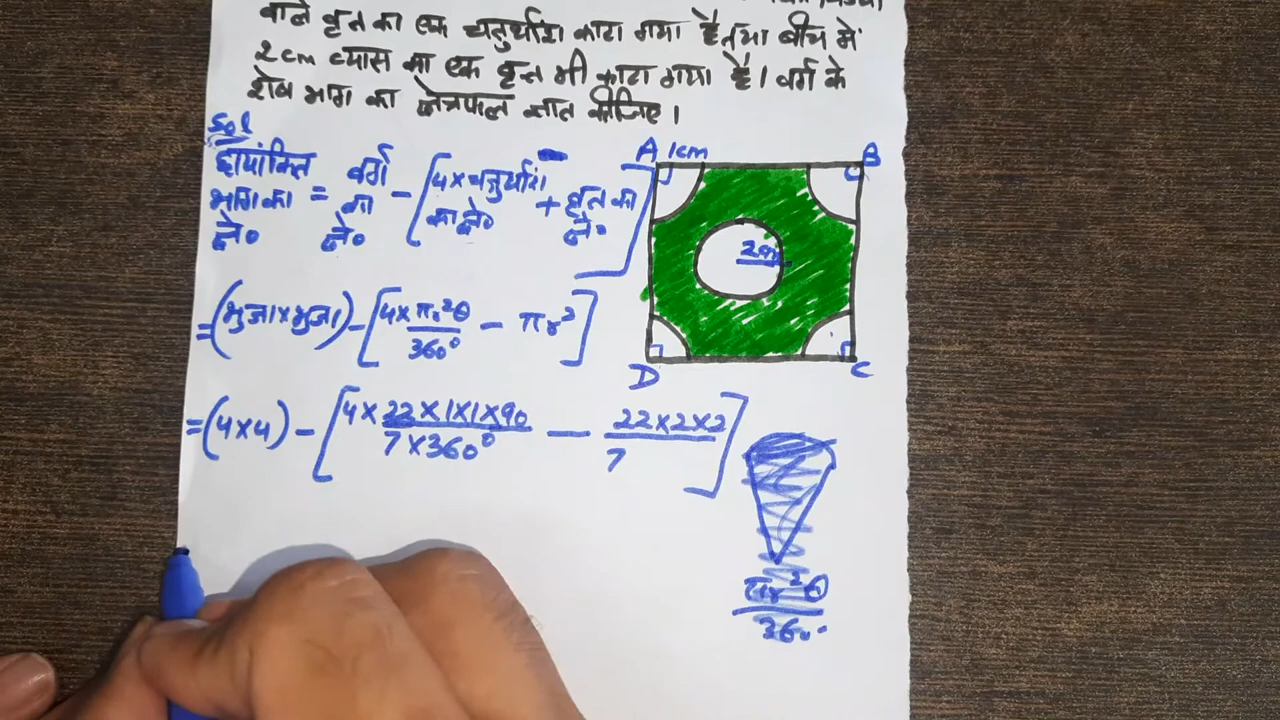 वाले वृत्त का एक चतुर्थांश काटा गया है तथा बीच में
2cm व्यास का एक वृत्त भी काटा गया है। वर्ग के
शेष भाग का क्षेत्रफल ज्ञात कीजिए।
Sol
छायांकित भाग का क्षे० = वर्ग का क्षे० - [4 × चतुर्थांश का क्षे० + वृत्त का क्षे०]
= (भुजा × भुजा) - [4 × πr²θ / 360° - πr²]
= (4×4) - [4 × 22×1×1×90 / 7×360° - 22×2×2 / 7]
A 1cm B
2cm
D C
πr²θ / 360°